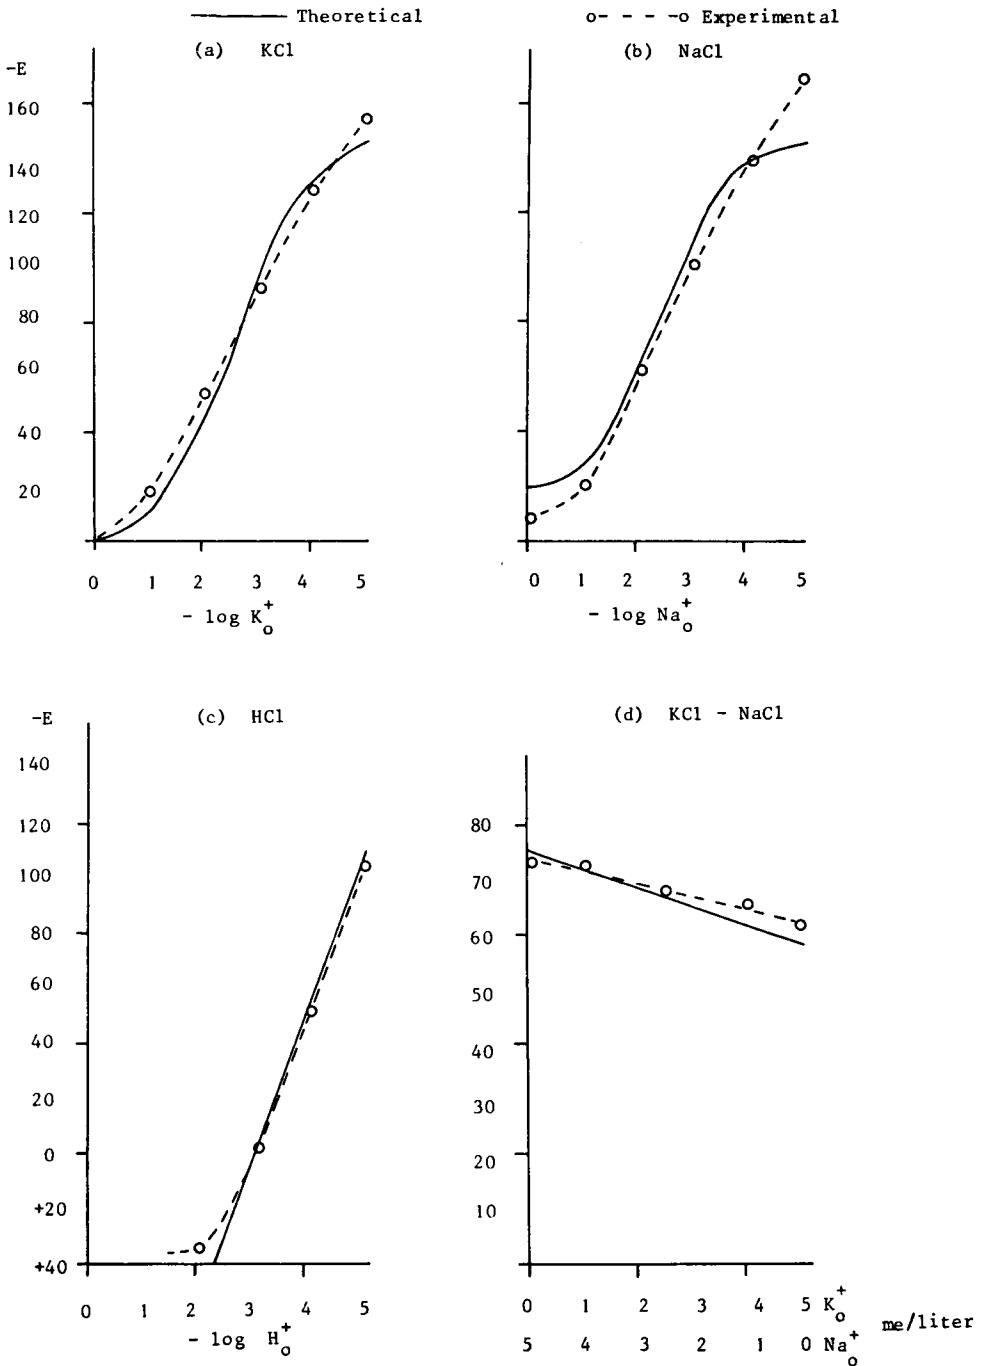 Theoretical
Experimental
(a) KCl
(b) NaCl
-E
160
140
120
100
80
60
40
20
0 1 2 3 4 5
- log K⁺ₒ
0 1 2 3 4 5
- log Na⁺ₒ
-E
(c) HCl
(d) KCl - NaCl
140
120
100
80
60
40
20
0
+20
+40
80
70
60
50
40
30
20
10
0 1 2 3 4 5
- log H⁺ₒ
0 1 2 3 4 5 K⁺ₒ
5 4 3 2 1 0 Na⁺ₒ
me/liter